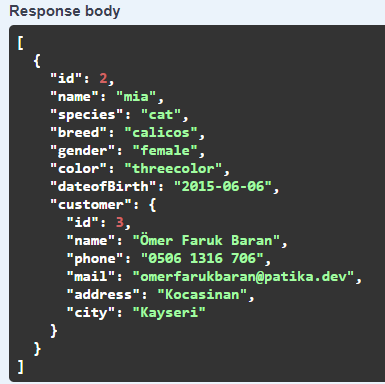 Response body
[
  {
    "id": 2,
    "name": "mia",
    "species": "cat",
    "breed": "calicos",
    "gender": "female",
    "color": "threecolor",
    "dateofBirth": "2015-06-06",
    "customer": {
      "id": 3,
      "name": "Ömer Faruk Baran",
      "phone": "0506 1316 706",
      "mail": "omerfarukbaran@patika.dev",
      "address": "Kocasinan",
      "city": "Kayseri"
    }
  }
]